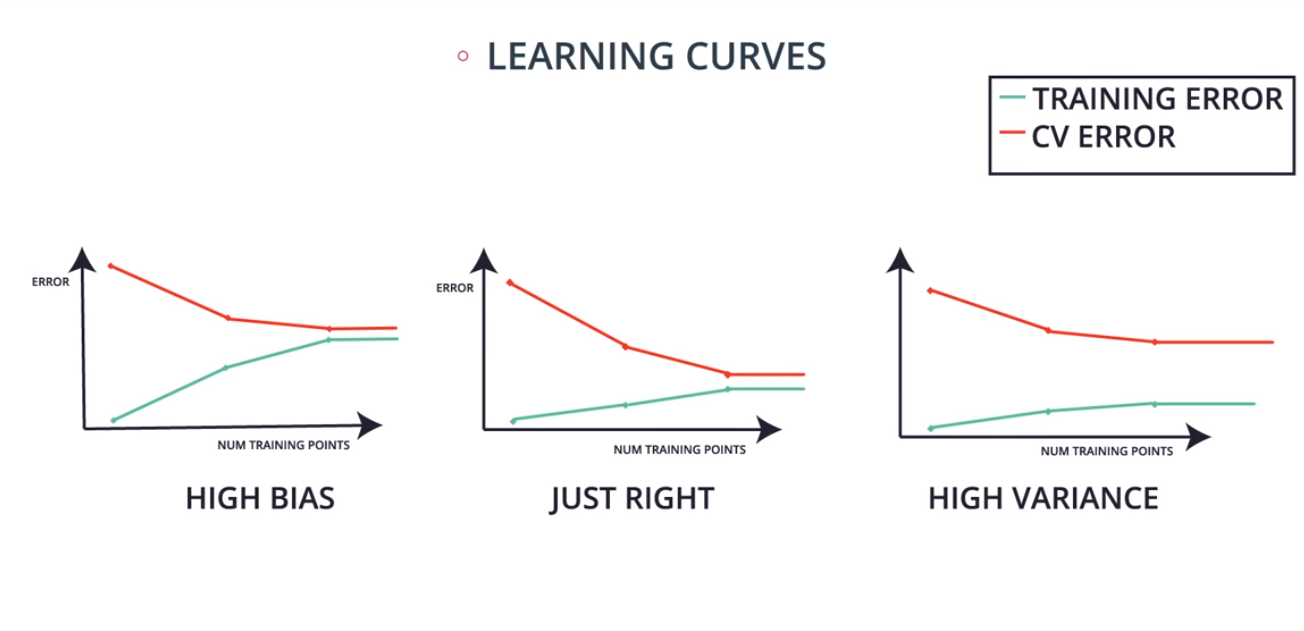 LEARNING CURVES
TRAINING ERROR
CV ERROR
ERROR
NUM TRAINING POINTS
HIGH BIAS
ERROR
NUM TRAINING POINTS
JUST RIGHT
NUM TRAINING POINTS
HIGH VARIANCE